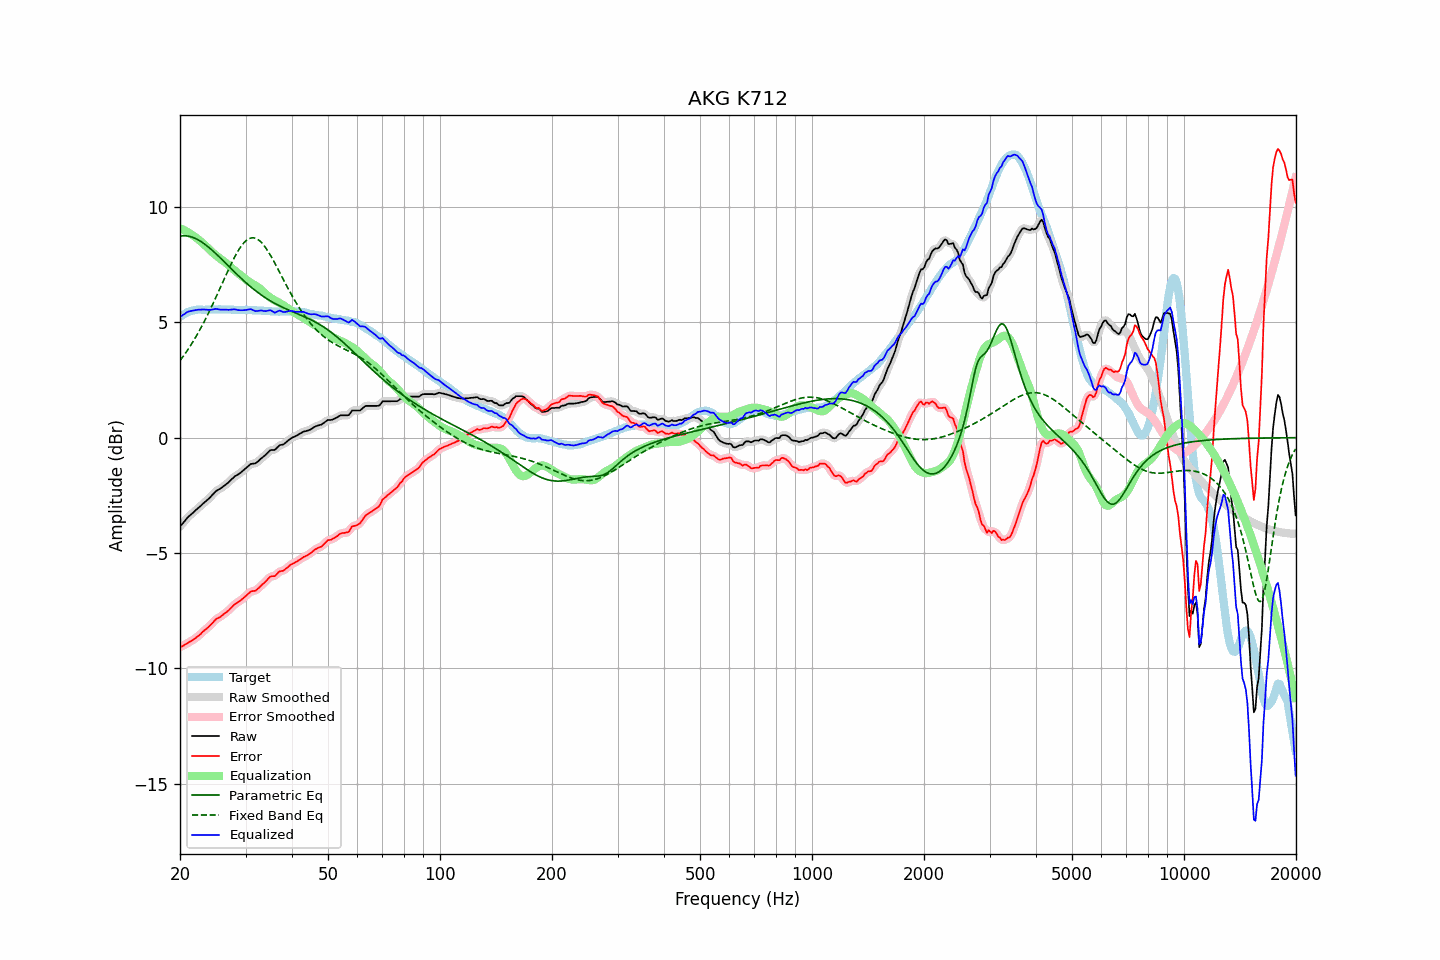 AKG K712
Amplitude (dBr)
10
5
0
−5
−10
−15
Target
Raw Smoothed
Error Smoothed
Raw
Error
Equalization
Parametric Eq
Fixed Band Eq
Equalized
20 50 100 200 500 1000 2000 5000 10000 20000
Frequency (Hz)